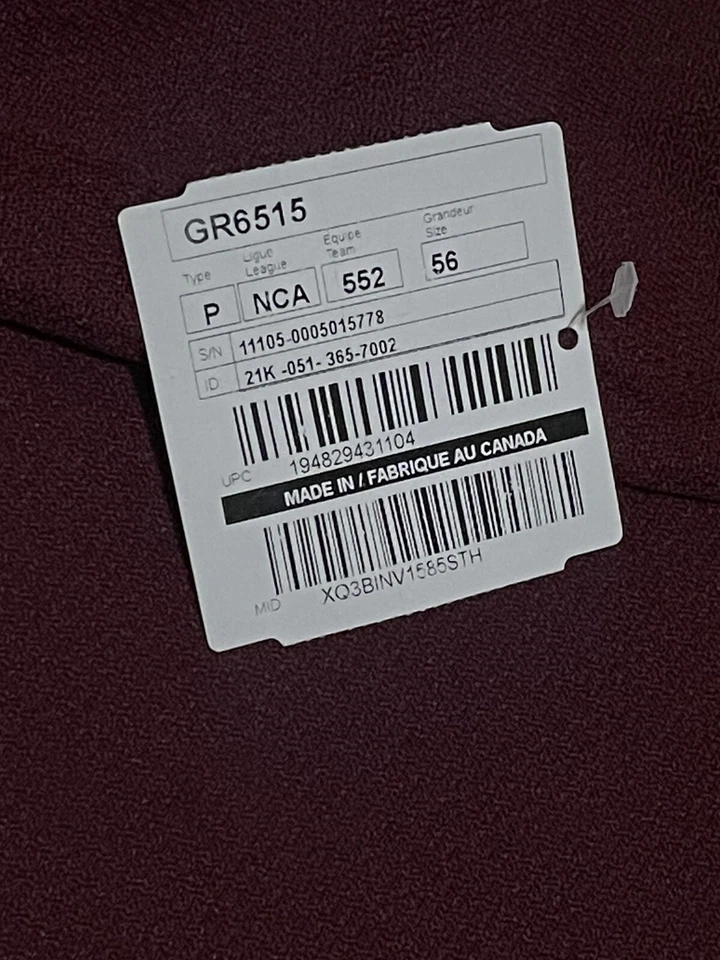 GR6515
Type Ligue League Équipe Team Grandeur Size
P NCA 552 56
S/N 11105-0005015778
ID 21K -051- 365-7002
UPC 194829431104
MADE IN / FABRIQUE AU CANADA
MID XQ3BINV1585STH